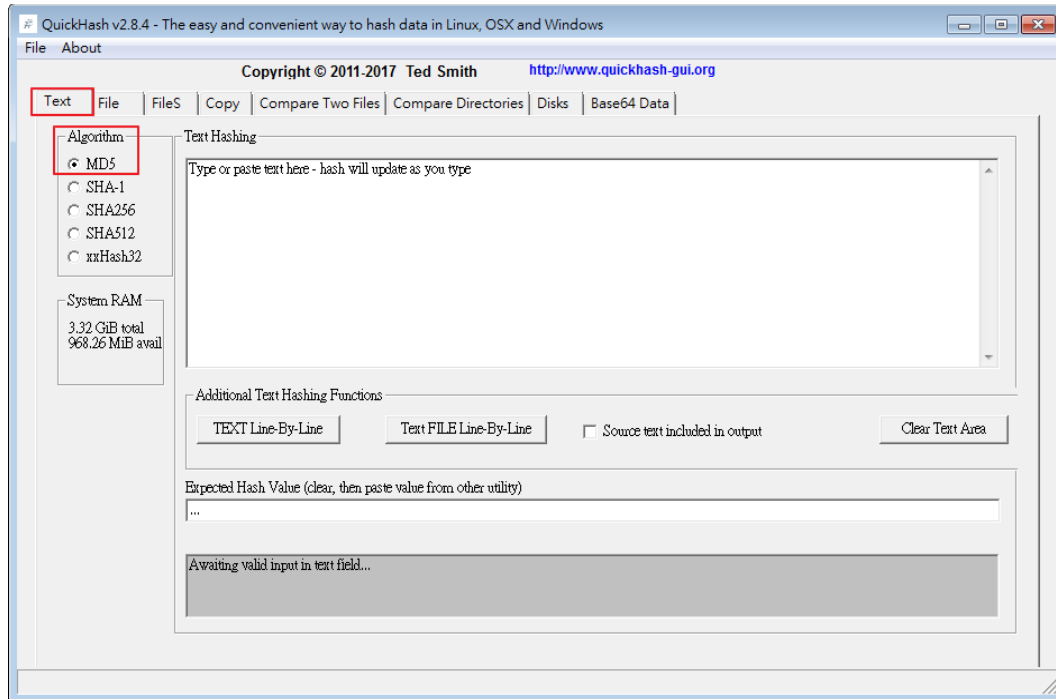 QuickHash v2.8.4 - The easy and convenient way to hash data in Linux, OSX and Windows
File About
Copyright © 2011-2017 Ted Smith http://www.quickhash-gui.org
Text File FileS Copy Compare Two Files Compare Directories Disks Base64 Data
Algorithm
MD5
SHA-1
SHA256
SHA512
xxHash32
System RAM
3.32 GiB total
968.26 MiB avail
Text Hashing
Type or paste text here - hash will update as you type
Additional Text Hashing Functions
TEXT Line-By-Line Text FILE Line-By-Line Source text included in output Clear Text Area
Expected Hash Value (clear, then paste value from other utility)
...
Awaiting valid input in text field...